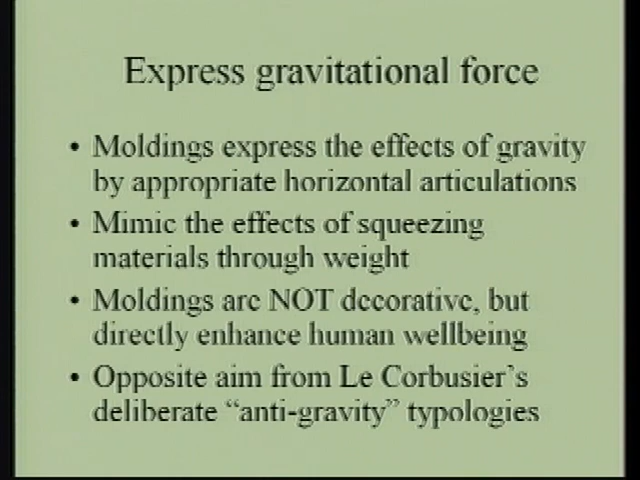 Express gravitational force
• Moldings express the effects of gravity
by appropriate horizontal articulations
• Mimic the effects of squeezing
materials through weight
• Moldings are NOT decorative, but
directly enhance human wellbeing
• Opposite aim from Le Corbusier's
deliberate “anti-gravity” typologies